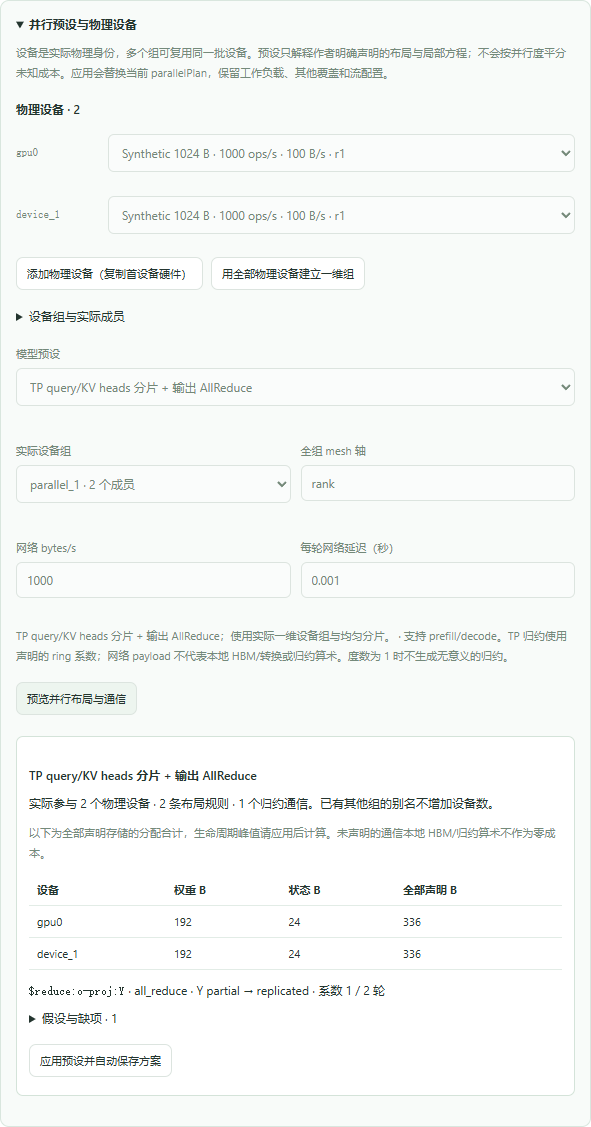 ▼ 并行预设与物理设备
设备是实际物理身份，多个组可复用同一批设备。预设只解释作者明确声明的布局与局部方程；不会按并行度平分
未知成本。应用会替换当前 parallelPlan，保留工作负载、其他覆盖和流配置。
物理设备 · 2
gpu0
Synthetic 1024 B · 1000 ops/s · 100 B/s · r1
device_1
Synthetic 1024 B · 1000 ops/s · 100 B/s · r1
添加物理设备（复制首设备硬件） 用全部物理设备建立一维组
▶ 设备组与实际成员
模型预设
TP query/KV heads 分片 + 输出 AllReduce
实际设备组 全组 mesh 轴
parallel_1 · 2 个成员 rank
网络 bytes/s 每轮网络延迟（秒）
1000 0.001
TP query/KV heads 分片 + 输出 AllReduce；使用实际一维设备组与均匀分片。 · 支持 prefill/decode。TP 归约使用
声明的 ring 系数；网络 payload 不代表本地 HBM/转换或归约算术。度数为 1 时不生成无意义的归约。
预览并行布局与通信
TP query/KV heads 分片 + 输出 AllReduce
实际参与 2 个物理设备 · 2 条布局规则 · 1 个归约通信。已有其他组的别名不增加设备数。
以下为全部声明存储的分配合计，生命周期峰值请应用后计算。未声明的通信本地 HBM/归约算术不作为零成
本。
设备 权重 B 状态 B 全部声明 B
gpu0 192 24 336
device_1 192 24 336
$reduce:o-proj:Y · all_reduce · Y partial → replicated · 系数 1 / 2 轮
▶ 假设与缺项 · 1
应用预设并自动保存方案